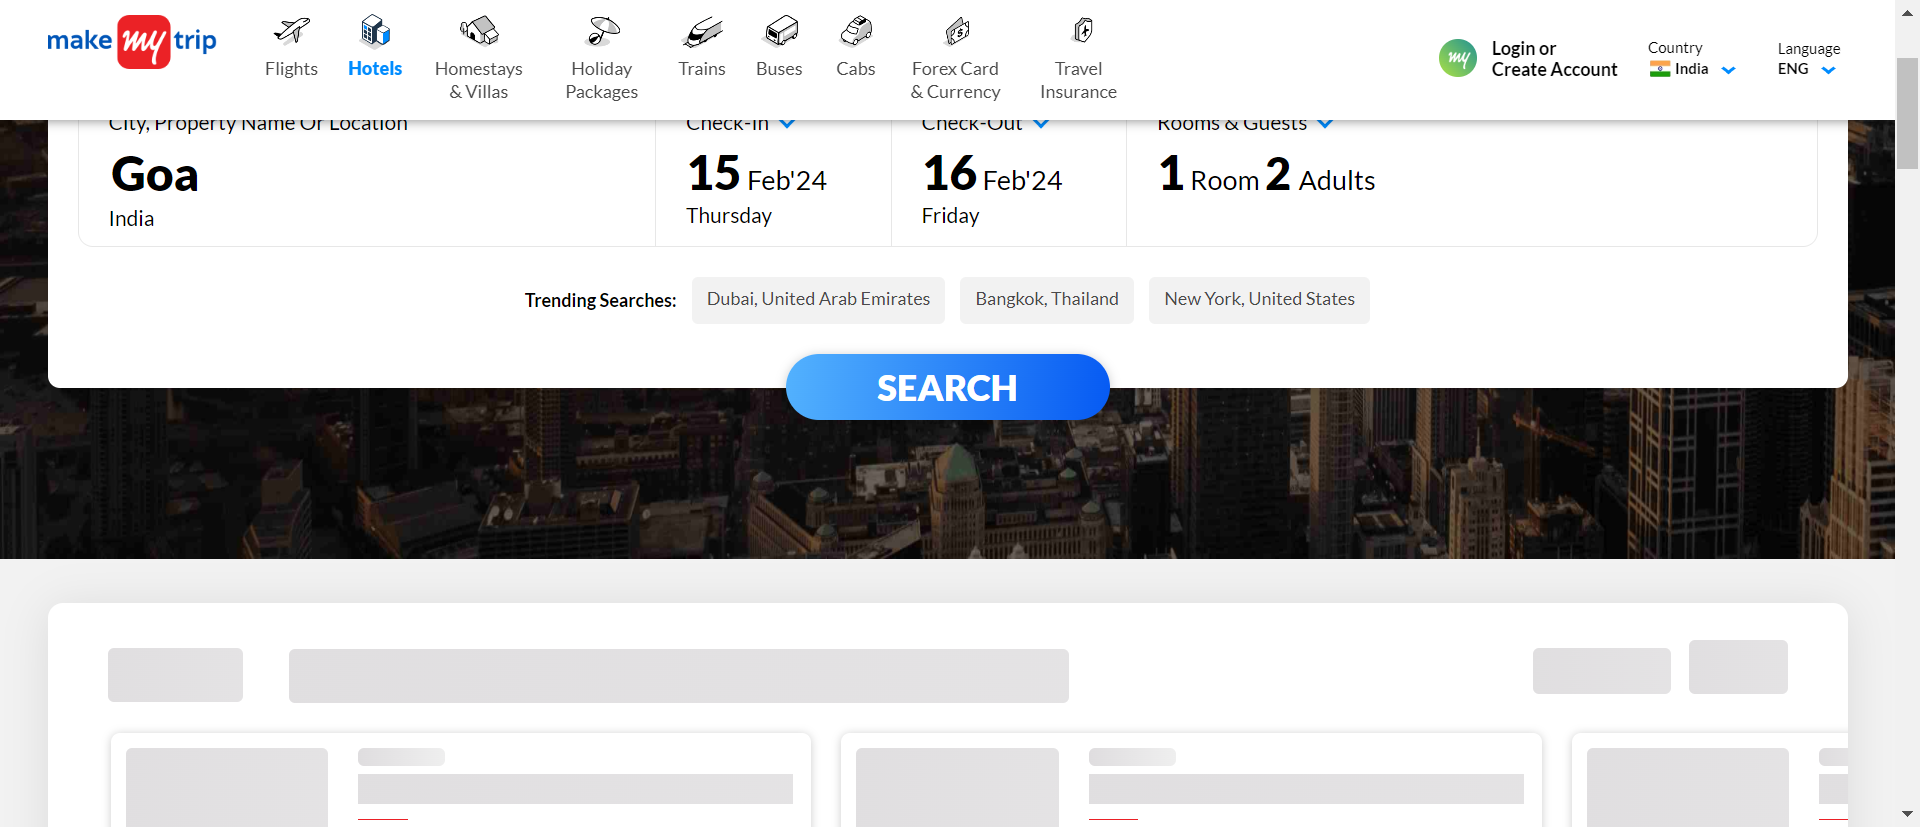 make my trip
Flights
Hotels
Homestays
& Villas
Holiday
Packages
Trains
Buses
Cabs
Forex Card
& Currency
Travel
Insurance
my
Login or
Create Account
Country
India
Language
ENG
City, Property Name Or Location
Goa
India
Check-In
15 Feb'24
Thursday
Check-Out
16 Feb'24
Friday
Rooms & Guests
1 Room 2 Adults
Trending Searches:
Dubai, United Arab Emirates
Bangkok, Thailand
New York, United States
SEARCH